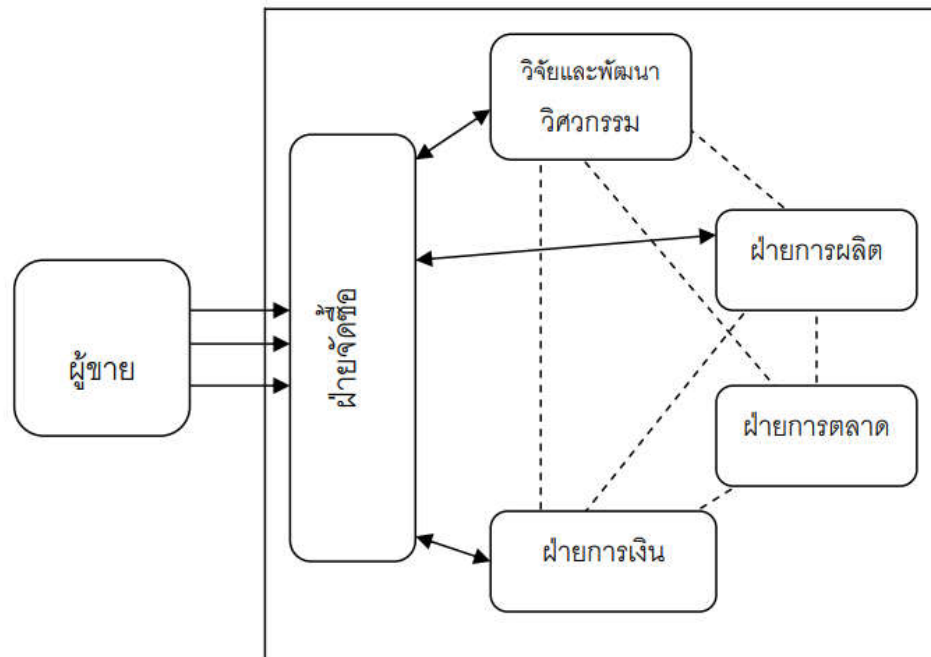 วิจัยและพัฒนา
วิศวกรรม
ฝ่ายการผลิต
ฝ่ายจัดซื้อ
ผู้ขาย
ฝ่ายการตลาด
ฝ่ายการเงิน